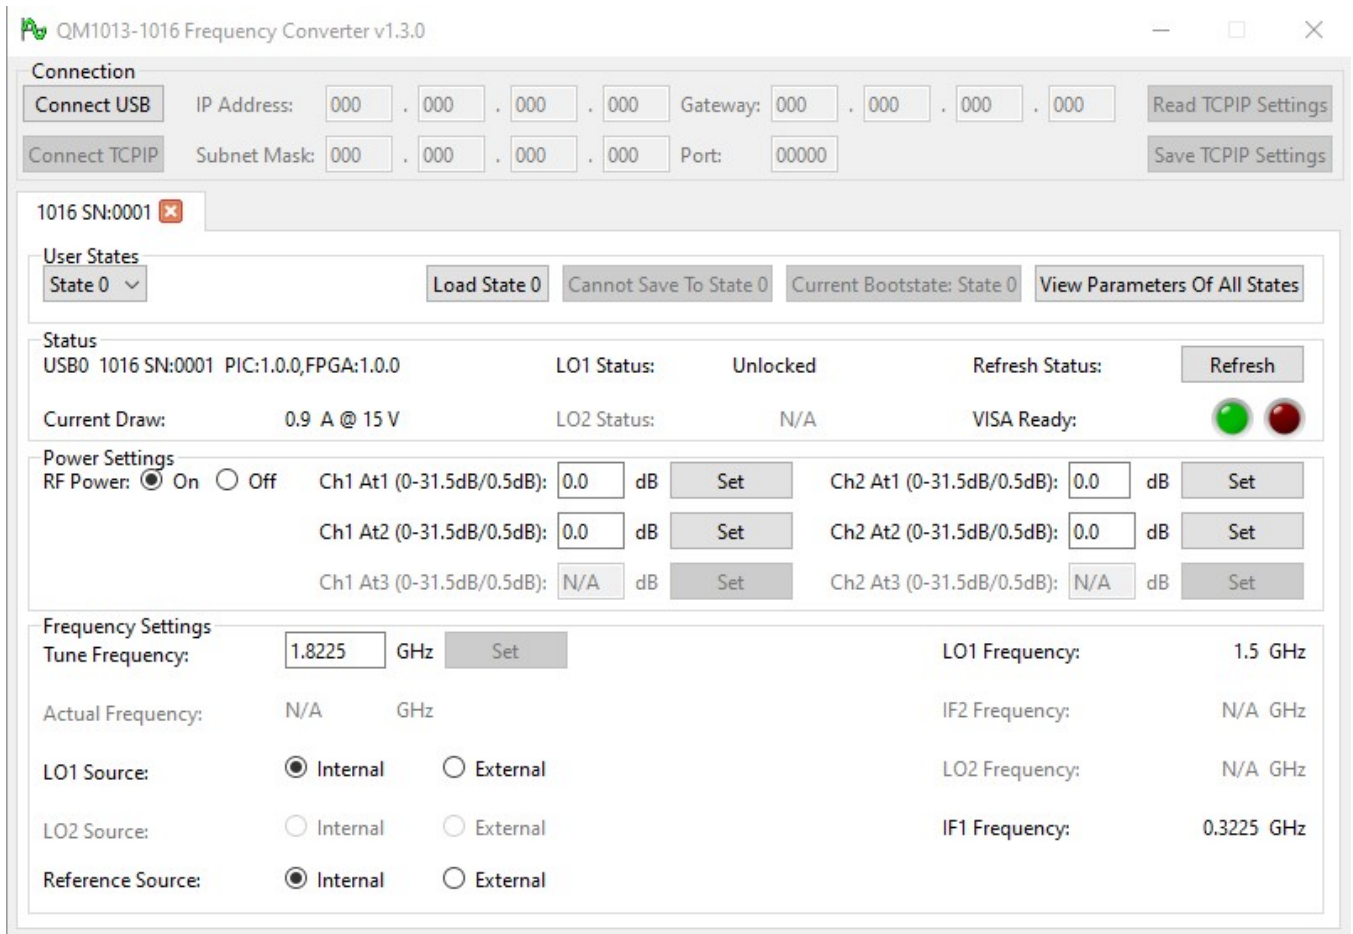 QM1013-1016 Frequency Converter v1.3.0
Connection
Connect USB IP Address: 000 . 000 . 000 . 000 Gateway: 000 . 000 . 000 . 000 Read TCPIP Settings
Connect TCPIP Subnet Mask: 000 . 000 . 000 . 000 Port: 00000 Save TCPIP Settings
1016 SN:0001
User States
State 0 Load State 0 Cannot Save To State 0 Current Bootstate: State 0 View Parameters Of All States
Status
USB0 1016 SN:0001 PIC:1.0.0,FPGA:1.0.0 LO1 Status: Unlocked Refresh Status: Refresh
Current Draw: 0.9 A @ 15 V LO2 Status: N/A VISA Ready:
Power Settings
RF Power: On Off Ch1 At1 (0-31.5dB/0.5dB): 0.0 dB Set Ch2 At1 (0-31.5dB/0.5dB): 0.0 dB Set
Ch1 At2 (0-31.5dB/0.5dB): 0.0 dB Set Ch2 At2 (0-31.5dB/0.5dB): 0.0 dB Set
Ch1 At3 (0-31.5dB/0.5dB): N/A dB Set Ch2 At3 (0-31.5dB/0.5dB): N/A dB Set
Frequency Settings
Tune Frequency: 1.8225 GHz Set LO1 Frequency: 1.5 GHz
Actual Frequency: N/A GHz IF2 Frequency: N/A GHz
LO1 Source: Internal External LO2 Frequency: N/A GHz
LO2 Source: Internal External IF1 Frequency: 0.3225 GHz
Reference Source: Internal External